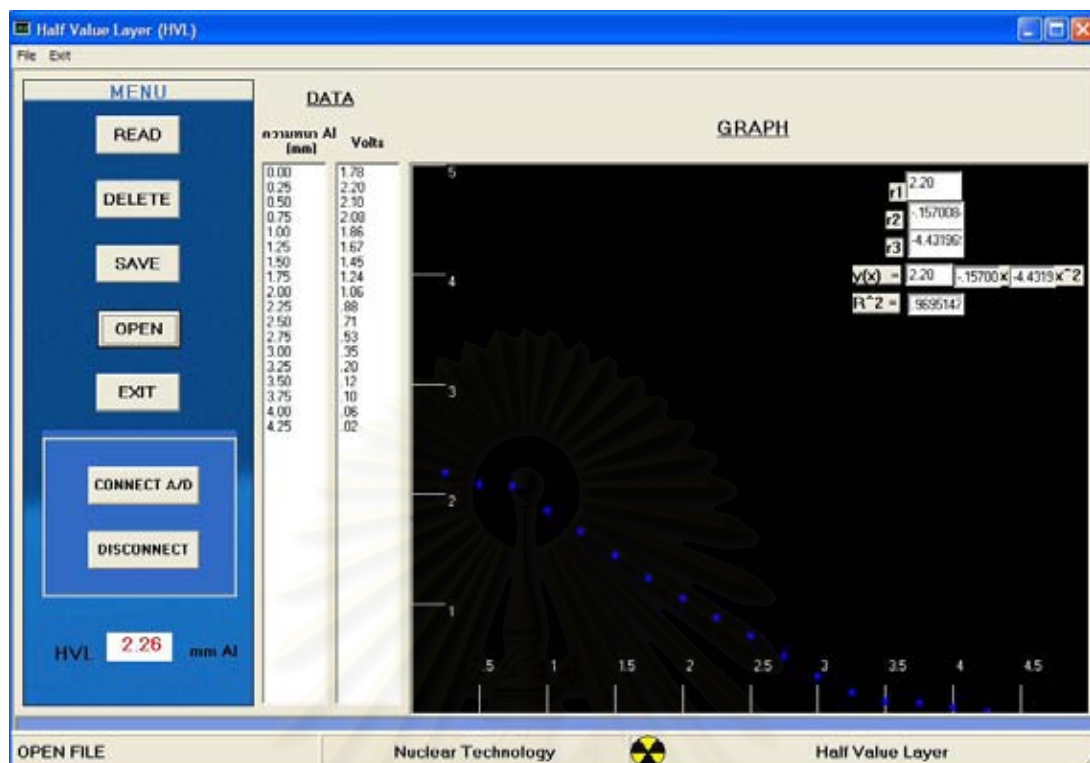 Half Value Layer (HVL)
File Exit
MENU
READ
DELETE
SAVE
OPEN
EXIT
CONNECT A/D
DISCONNECT
HVL 2.26 mm Al
DATA
ความหนา Al Volts
(mm)
0.00 1.78
0.25 2.20
0.50 2.10
0.75 2.08
1.00 1.86
1.25 1.67
1.50 1.45
1.75 1.24
2.00 1.06
2.25 .88
2.50 .71
2.75 .53
3.00 .35
3.25 .20
3.50 .12
3.75 .10
4.00 .06
4.25 .02
GRAPH
r1 2.20
r2 -.157008
r3 -4.43196
y(x) = 2.20 -.15700 x -4.4319 x^2
R^2 = .9695147
5
4
3
2
1
.5 1 1.5 2 2.5 3 3.5 4 4.5
OPEN FILE Nuclear Technology Half Value Layer